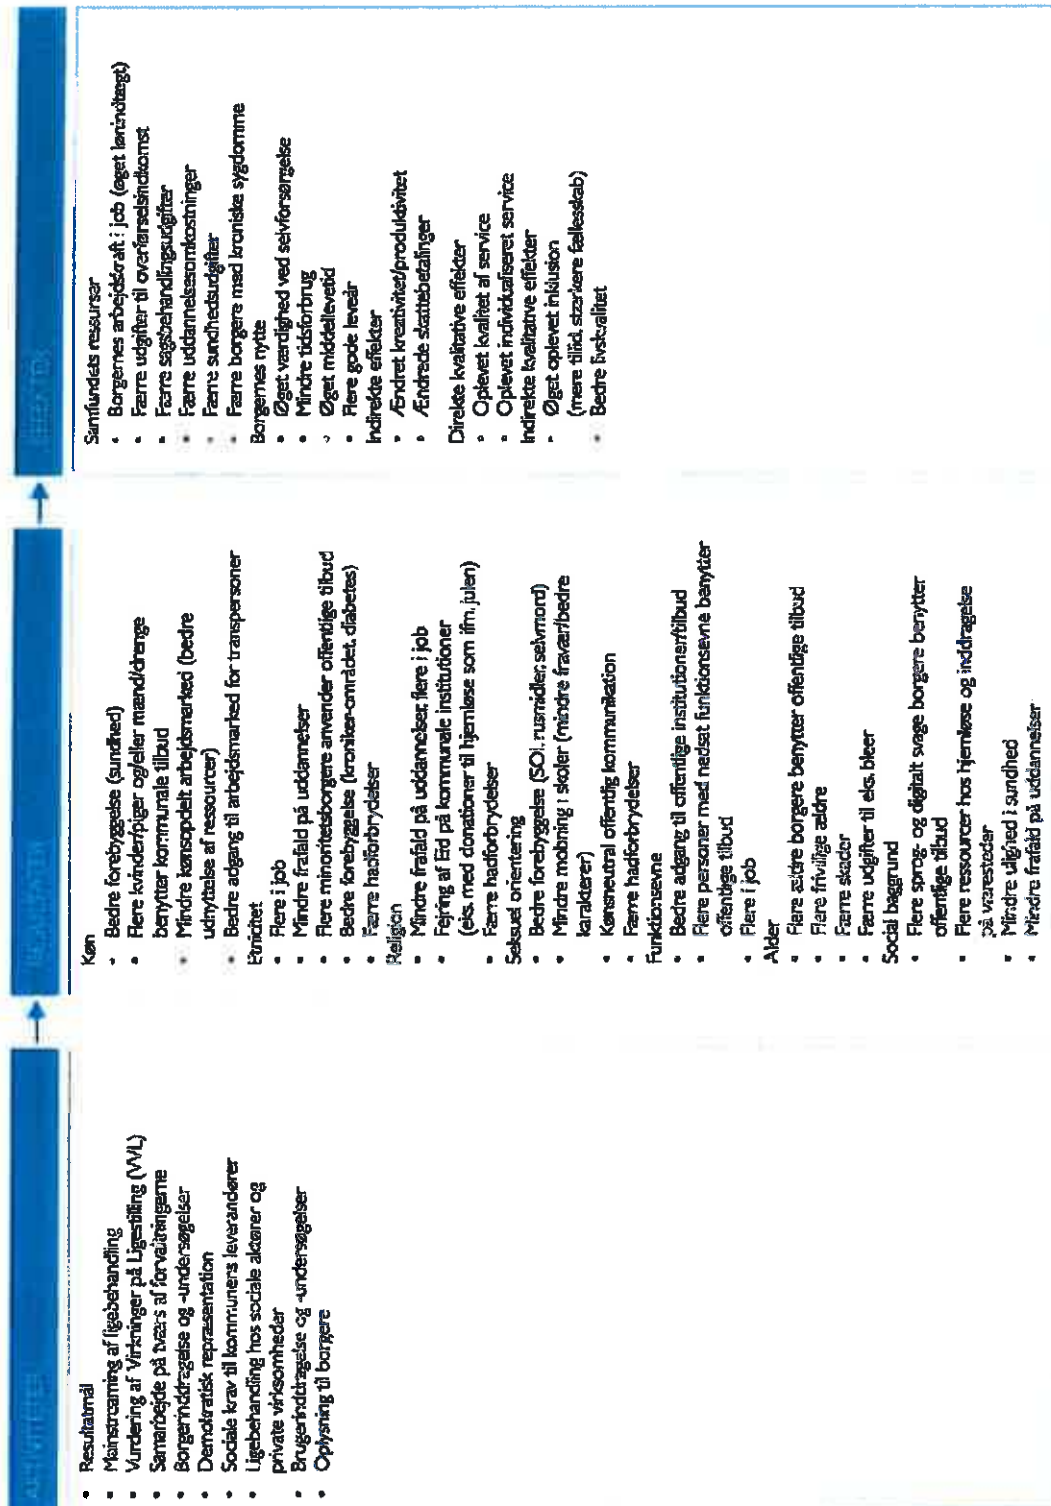 AKTIVITETER
Resultatmål
Mainstreaming af ligebehandling
Vurdering af Virkninger på Ligestilling (VVL)
Samarbejde på tværs af forvaltningerne
Borgerinddragelse og -undersøgelser
Demokratisk repræsentation
Sociale krav til kommunens leverandører
Ligebehandling hos sociale aktører og
private virksomheder
Brugerinddragelse og -undersøgelser
Oplysning til borgere
RESULTATER
Køn
Bedre forebyggelse (sundhed)
Flere kvinder/piger og/eller mænd/drenge
benytter kommunale tilbud
Mindre kønsopdelt arbejdsmarked (bedre
udnyttelse af ressourcer)
Bedre adgang til arbejdsmarked for transpersoner
Etnicitet
Flere i job
Mindre frafald på uddannelser
Flere minoritetsborgere anvender offentlige tilbud
Bedre forebyggelse (kroniker-området, diabetes)
Færre hadforbrydelser
Religion
Mindre frafald på uddannelser, flere i job
Fejring af Eid på kommunale institutioner
(eks. med donationer til hjemløse som ifm. julen)
Færre hadforbrydelser
Seksuel orientering
Bedre forebyggelse (SOI, rusmidler, selvmord)
Mindre mobning i skoler (mindre fravær/bedre
karakterer)
Kønsneutral offentlig kommunikation
Færre hadforbrydelser
Funktionsevne
Bedre adgang til offentlige institutioner/tilbud
Flere personer med nedsat funktionsevne benytter
offentlige tilbud
Flere i job
Alder
Flere ældre borgere benytter offentlige tilbud
Flere frivillige ældre
Færre skader
Færre udgifter til eks. bleer
Social baggrund
Flere sprog- og digitalt svage borgere benytter
offentlige tilbud
Flere ressourcer hos hjemløse og inddragelse
på væresteder
Mindre ulighed i sundhed
Mindre frafald på uddannelser
EFFEKTER
Samfundets ressourser
Borgernes arbejdskraft i job (øget lønindtægt)
Færre udgifter til overførselsindkomst
Færre sagsbehandlingsudgifter
Færre uddannelsesomkostninger
Færre sundhedsudgifter
Færre borgere med kroniske sygdomme
Borgernes nytte
Øget værdighed ved selvforsørgelse
Mindre tidsforbrug
Øget middellevetid
Flere gode leveår
Indirekte effekter
Ændret kreativitet/produktivitet
Ændrede skattebetalinger
Direkte kvalitative effekter
Oplevet kvalitet af service
Oplevet individualiseret service
Indirekte kvalitative effekter
Øget oplevet inklusion
(mere tillid, stærkere fællesskab)
Bedre livskvalitet